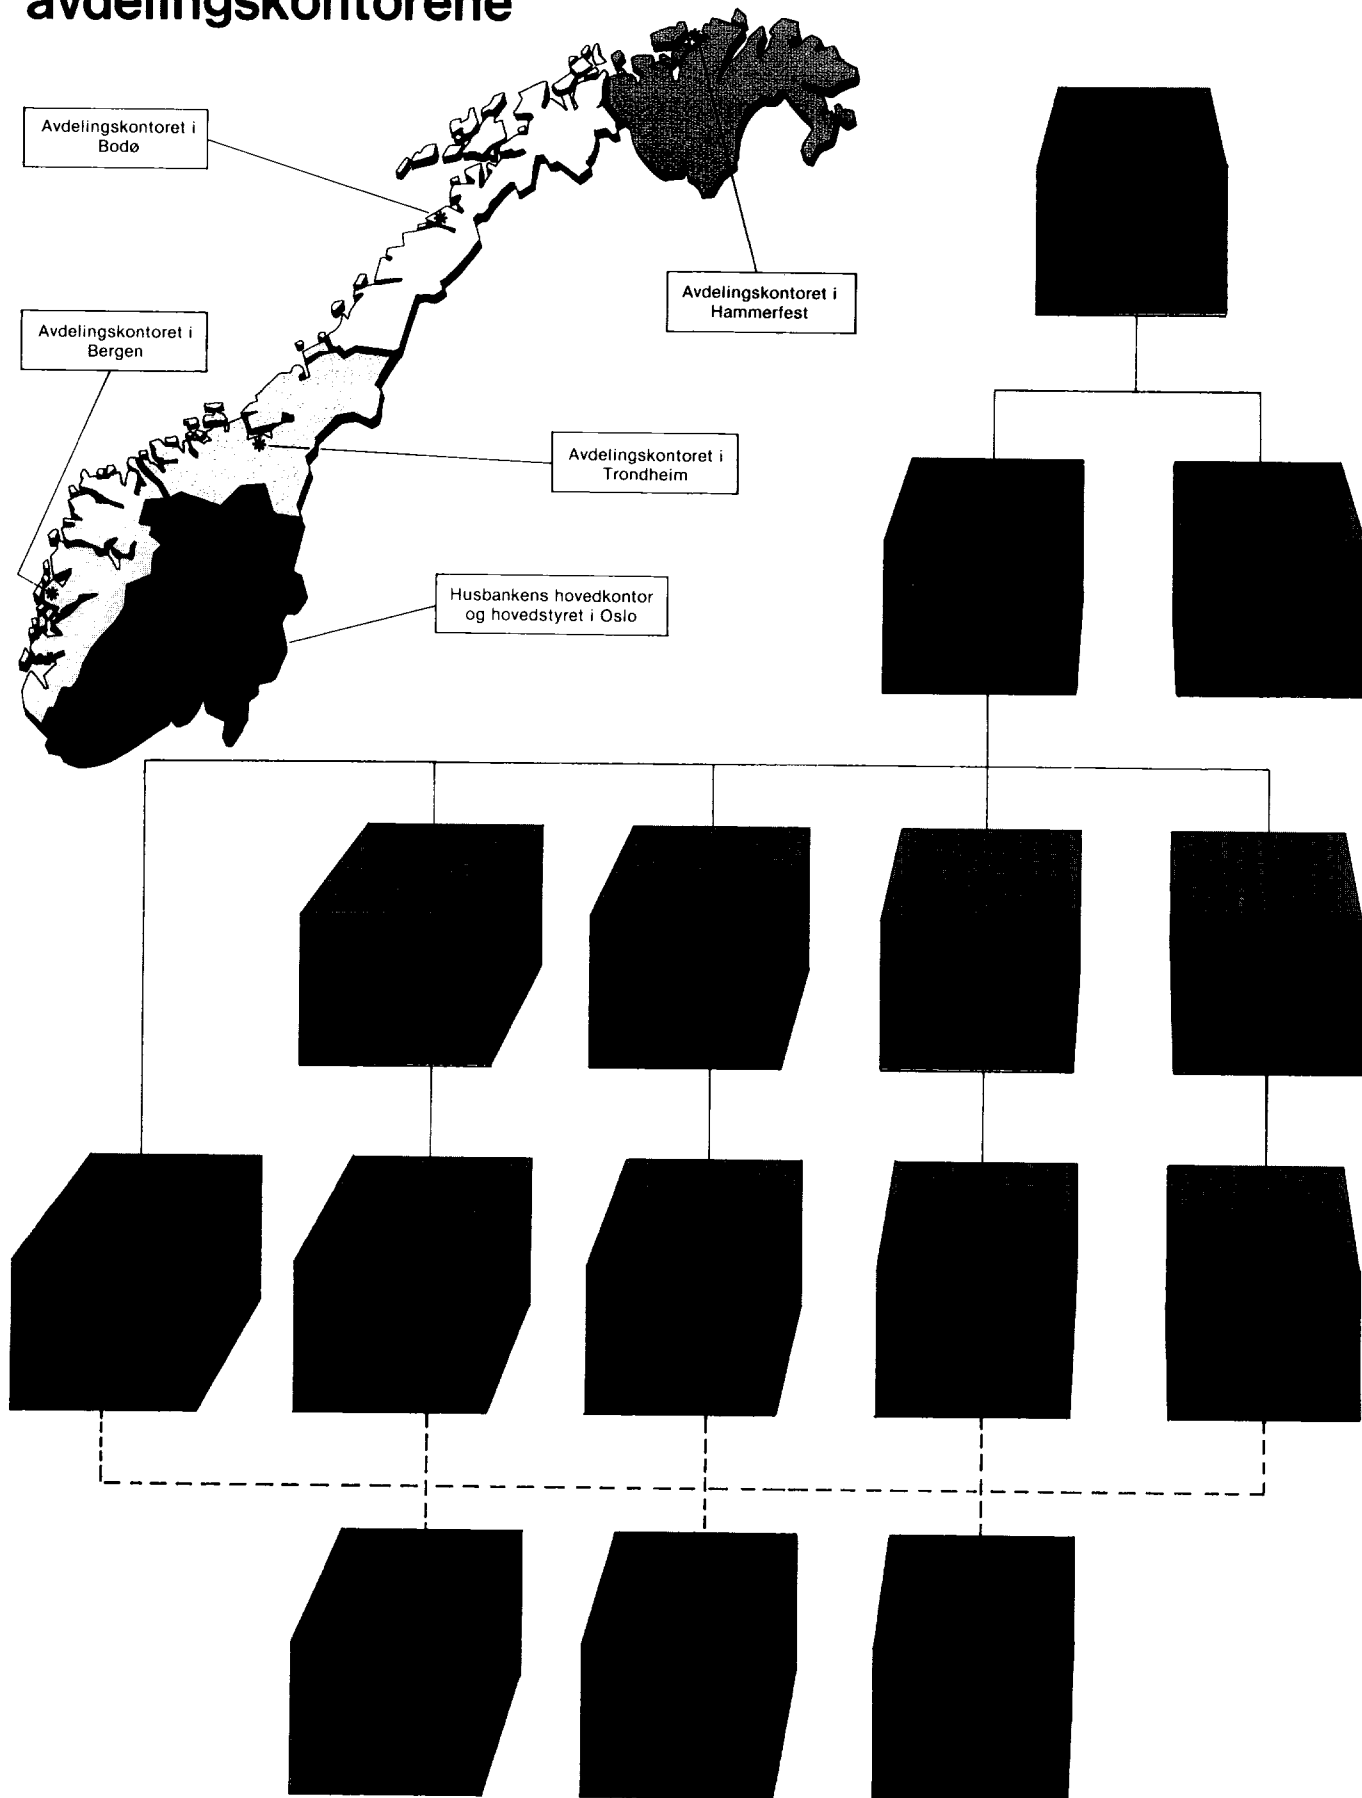 avdelingskontorene
Avdelingskontoret i
Bodø
Avdelingskontoret i
Hammerfest
Avdelingskontoret i
Bergen
Avdelingskontoret i
Trondheim
Husbankens hovedkontor
og hovedstyret i Oslo